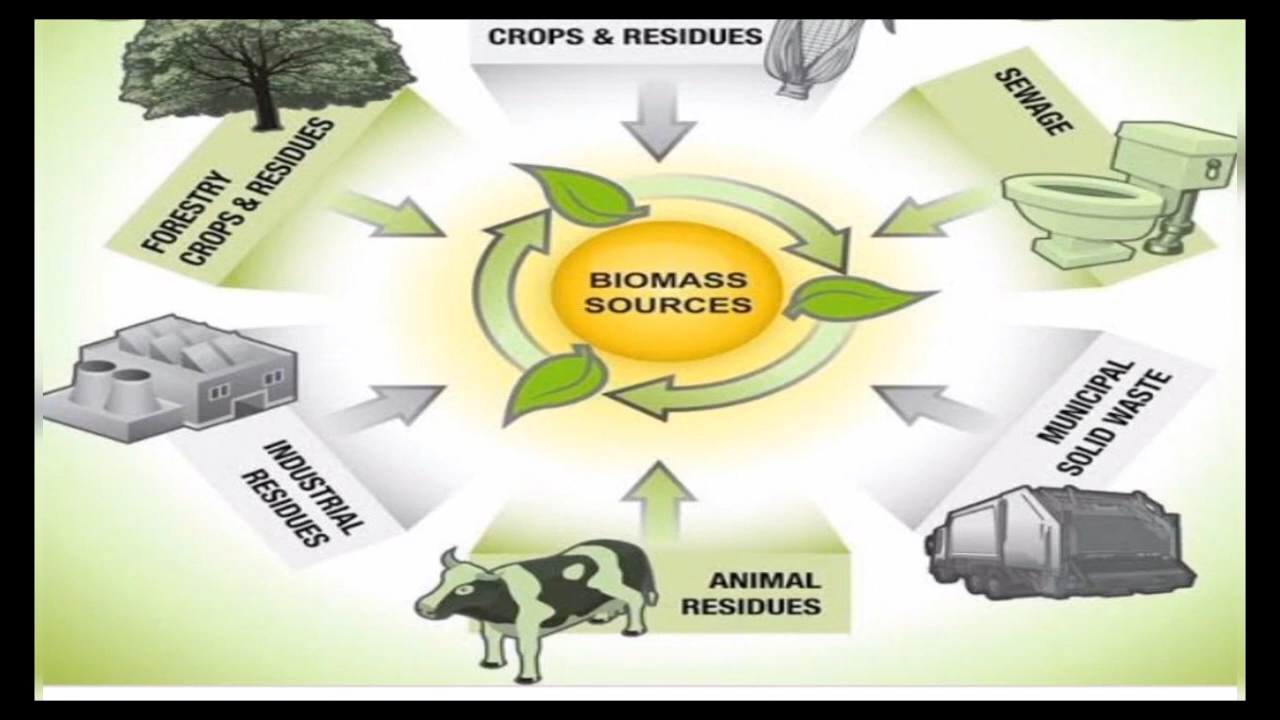 CROPS & RESIDUES
SEWAGE
FORESTRY
CROPS & RESIDUES
BIOMASS
SOURCES
MUNICIPAL
SOLID WASTE
INDUSTRIAL
RESIDUES
ANIMAL
RESIDUES